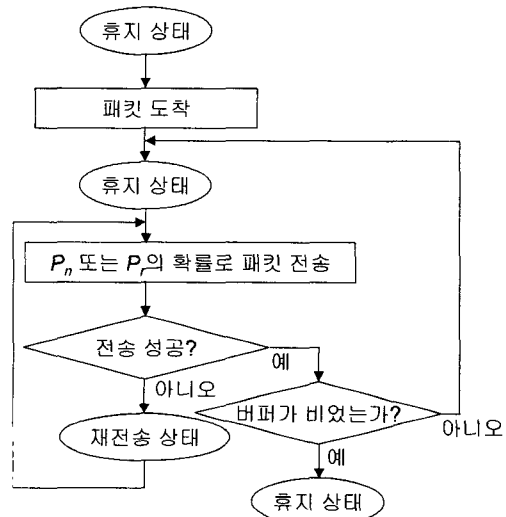 휴지 상태
패킷 도착
휴지 상태
Pn 또는 Pr의 확률로 패킷 전송
전송 성공?
예
아니오
버퍼가 비었는가?
아니오
재전송 상태
예
휴지 상태